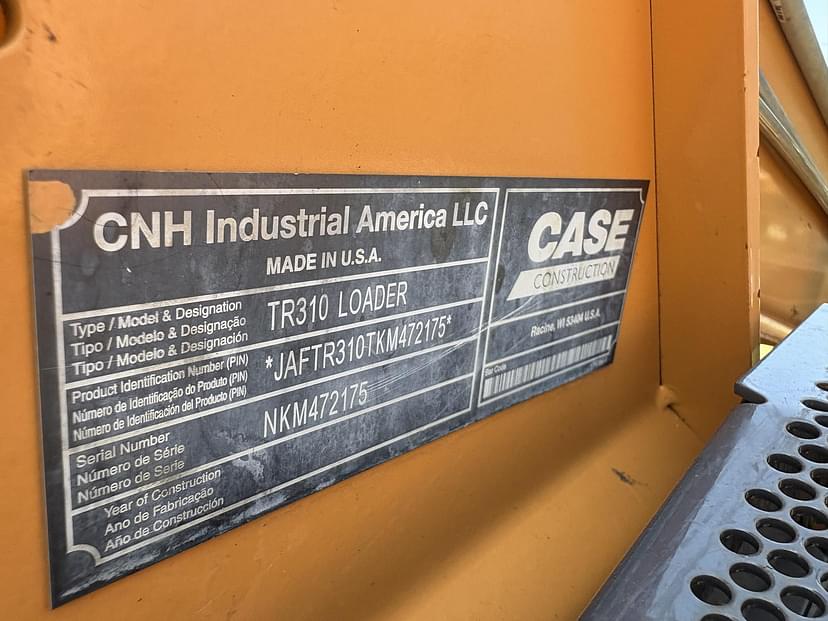 CNH Industrial America LLC
MADE IN U.S.A.
Type / Model & Designation
Tipo / Modelo & Designação
Tipo / Modelo & Designación
TR310 LOADER
Product Identification Number (PIN)
Número de Identificação do Produto (PIN)
Número de Identificación del Producto (PIN)
*JAFTR310TKM472175*
Serial Number
Número de Série
Número de Serie
NKM472175
Year of Construction
Ano de Fabricação
Año de Construcción
CASE
CONSTRUCTION
Racine, WI 53404 U.S.A.
Bar Code